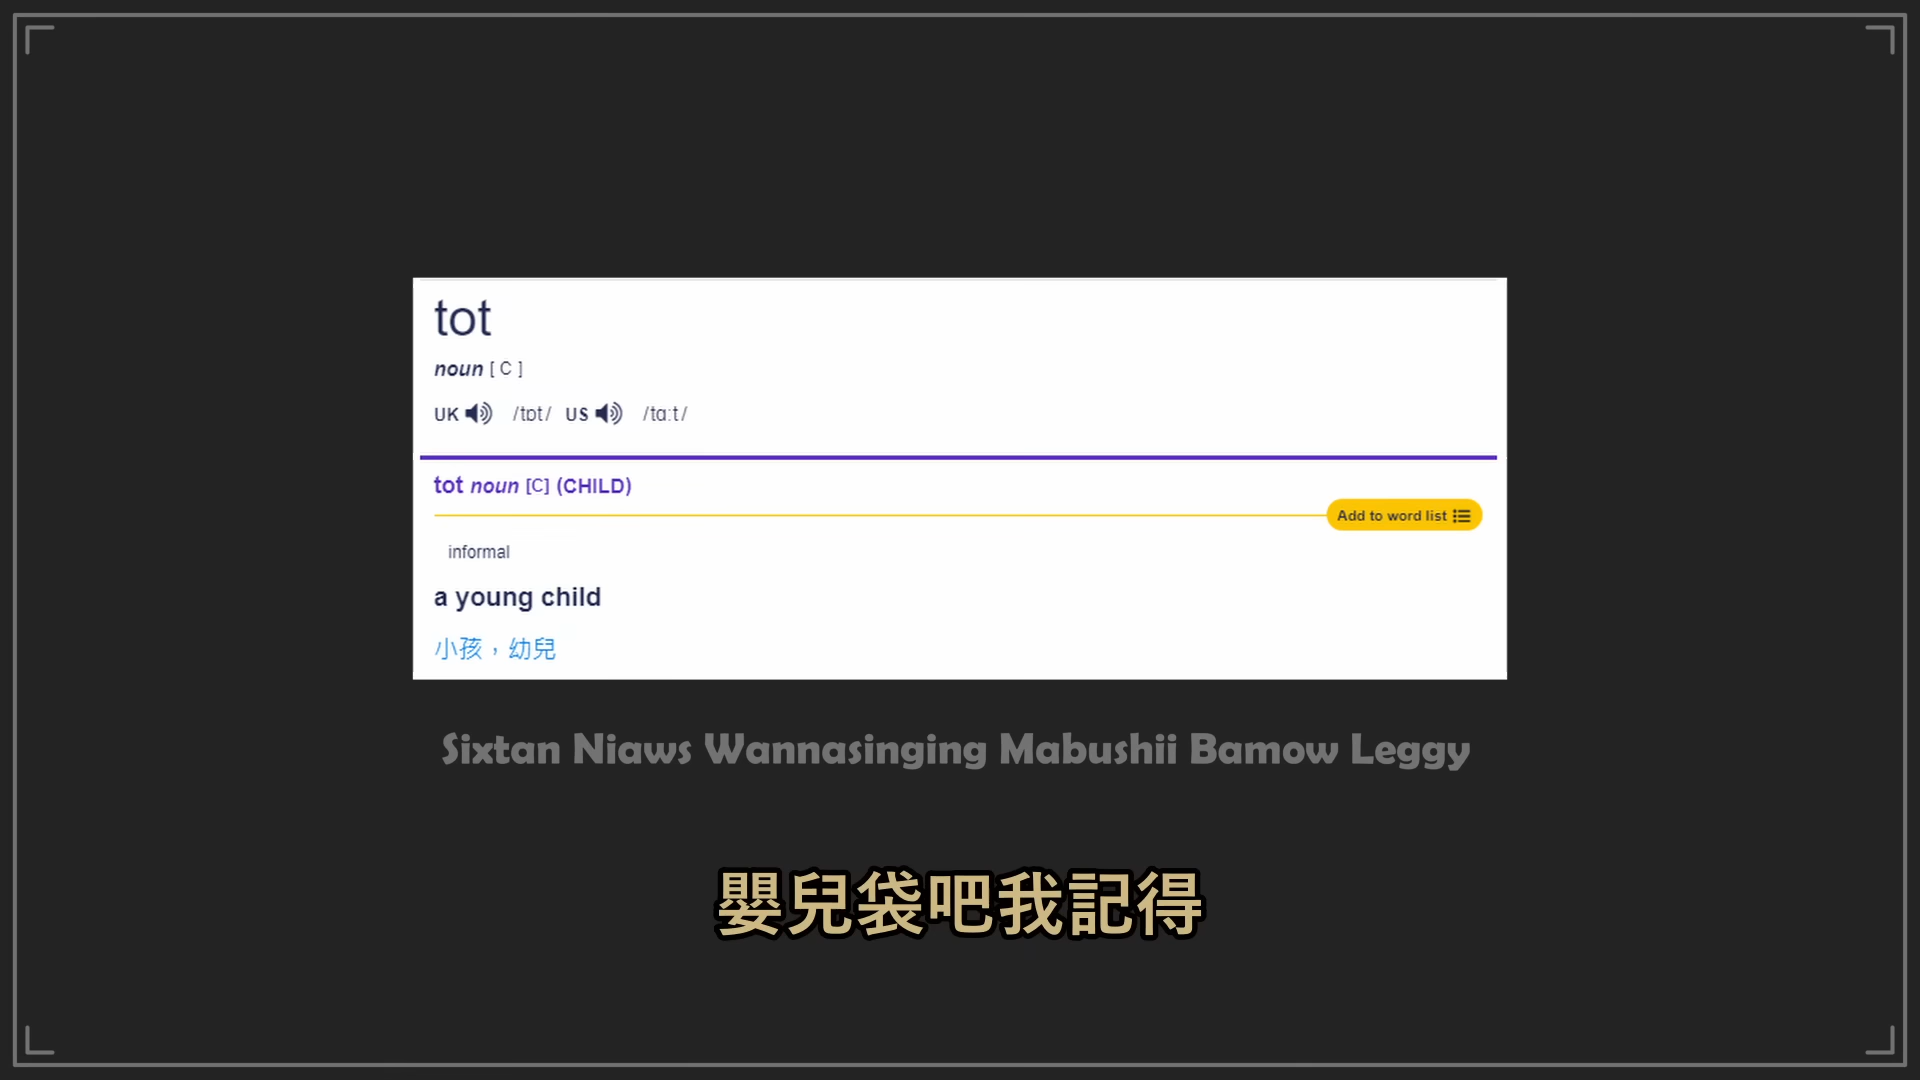 tot
noun [ C ]
UK /tɒt/ US /tɑːt/
tot noun [C] (CHILD)
Add to word list
informal
a young child
小孩，幼兒
Sixtan Niaws Wannasinging Mabushii Bamow Leggy
嬰兒袋吧我記得